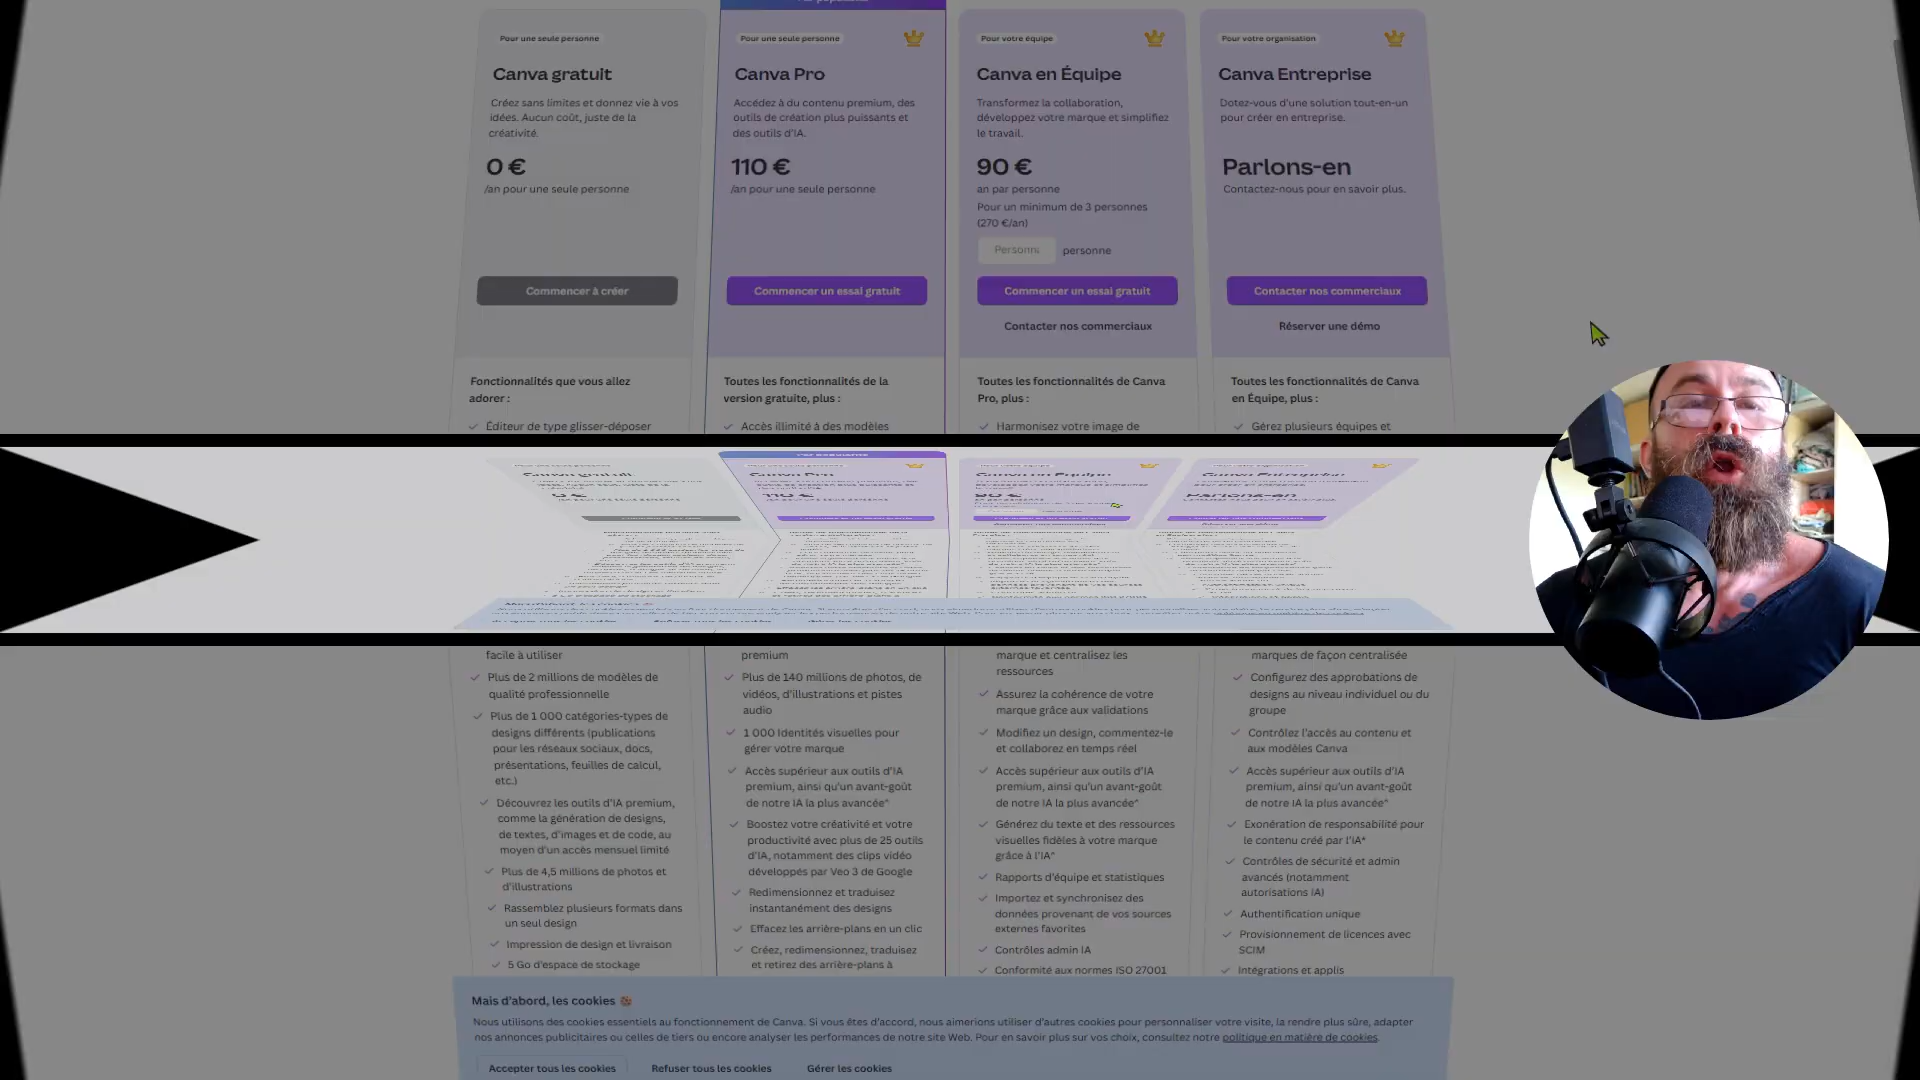 Pour une seule personne
Canva gratuit
Créez sans limites et donnez vie à vos
idées. Aucun coût, juste de la
créativité.
0 €
/an pour une seule personne
Commencer à créer
Fonctionnalités que vous allez
adorer :
Éditeur de type glisser-déposer
Pour une seule personne
Canva Pro
Accédez à du contenu premium, des
outils de création plus puissants et
des outils d'IA.
110 €
/an pour une seule personne
Commencer un essai gratuit
Toutes les fonctionnalités de la
version gratuite, plus :
Accès illimité à des modèles
Pour votre équipe
Canva en Équipe
Transformez la collaboration,
développez votre marque et simplifiez
le travail.
90 €
an par personne
Pour un minimum de 3 personnes
(270 €/an)
personne
Commencer un essai gratuit
Contacter nos commerciaux
Toutes les fonctionnalités de Canva
Pro, plus :
Harmonisez votre image de
Pour votre organisation
Canva Entreprise
Dotez-vous d'une solution tout-en-un
pour créer en entreprise.
Parlons-en
Contactez-nous pour en savoir plus.
Contacter nos commerciaux
Réserver une démo
Toutes les fonctionnalités de Canva
en Équipe, plus :
Gérez plusieurs équipes et
facile à utiliser
Plus de 2 millions de modèles de
qualité professionnelle
Plus de 1 000 catégories-types de
designs différents (publications
pour les réseaux sociaux, docs,
présentations, feuilles de calcul,
etc.)
Découvrez les outils d'IA premium,
comme la génération de designs,
de textes, d'images et de code, au
moyen d'un accès mensuel limité
Plus de 4,5 millions de photos et
d'illustrations
Rassemblez plusieurs formats dans
un seul design
Impression de design et livraison
5 Go d'espace de stockage
premium
Plus de 140 millions de photos, de
vidéos, d'illustrations et pistes
audio
1 000 Identités visuelles pour
gérer votre marque
Accès supérieur aux outils d'IA
premium, ainsi qu'un avant-goût
de notre IA la plus avancée^
Boostez votre créativité et votre
productivité avec plus de 25 outils
d'IA, notamment des clips vidéo
développés par Veo 3 de Google
Redimensionnez et traduisez
instantanément des designs
Effacez les arrière-plans en un clic
Créez, redimensionnez, traduisez
et retirez des arrière-plans à
marque et centralisez les
ressources
Assurez la cohérence de votre
marque grâce aux validations
Modifiez un design, commentez-le
et collaborez en temps réel
Accès supérieur aux outils d'IA
premium, ainsi qu'un avant-goût
de notre IA la plus avancée^
Générez du texte et des ressources
visuelles fidèles à votre marque
grâce à l'IA^
Rapports d'équipe et statistiques
Importez et synchronisez des
données provenant de vos sources
externes favorites
Contrôles admin IA
Conformité aux normes ISO 27001
marques de façon centralisée
Configurez des approbations de
designs au niveau individuel ou du
groupe
Contrôlez l'accès au contenu et
aux modèles Canva
Accès supérieur aux outils d'IA
premium, ainsi qu'un avant-goût
de notre IA la plus avancée^
Exonération de responsabilité pour
le contenu créé par l'IA*
Contrôles de sécurité et admin
avancés (notamment
autorisations IA)
Authentification unique
Provisionnement de licences avec
SCIM
Intégrations et applis
Mais d'abord, les cookies
Nous utilisons des cookies essentiels au fonctionnement de Canva. Si vous êtes d'accord, nous aimerions utiliser d'autres cookies pour personnaliser votre visite, la rendre plus sûre, adapter
nos annonces publicitaires ou celles de tiers ou encore analyser les performances de notre site Web. Pour en savoir plus sur vos choix, consultez notre politique en matière de cookies.
Accepter tous les cookies
Refuser tous les cookies
Gérer les cookies